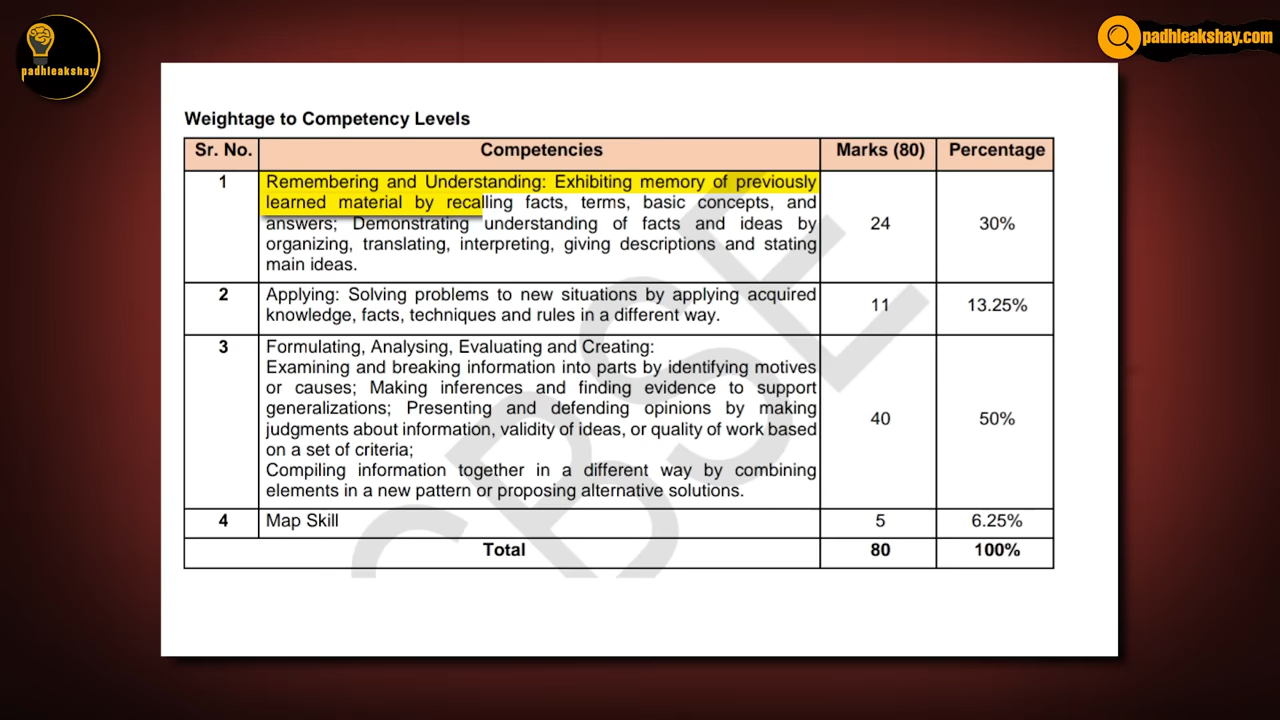 padhleakshay
padhleakshay.com
Weightage to Competency Levels
Sr. No. Competencies Marks (80) Percentage
1 Remembering and Understanding: Exhibiting memory of previously
learned material by recalling facts, terms, basic concepts, and
answers; Demonstrating understanding of facts and ideas by
organizing, translating, interpreting, giving descriptions and stating
main ideas.
24 30%
2 Applying: Solving problems to new situations by applying acquired
knowledge, facts, techniques and rules in a different way.
11 13.25%
3 Formulating, Analysing, Evaluating and Creating:
Examining and breaking information into parts by identifying motives
or causes; Making inferences and finding evidence to support
generalizations; Presenting and defending opinions by making
judgments about information, validity of ideas, or quality of work based
on a set of criteria;
Compiling information together in a different way by combining
elements in a new pattern or proposing alternative solutions.
40 50%
4 Map Skill 5 6.25%
Total 80 100%
CBSE